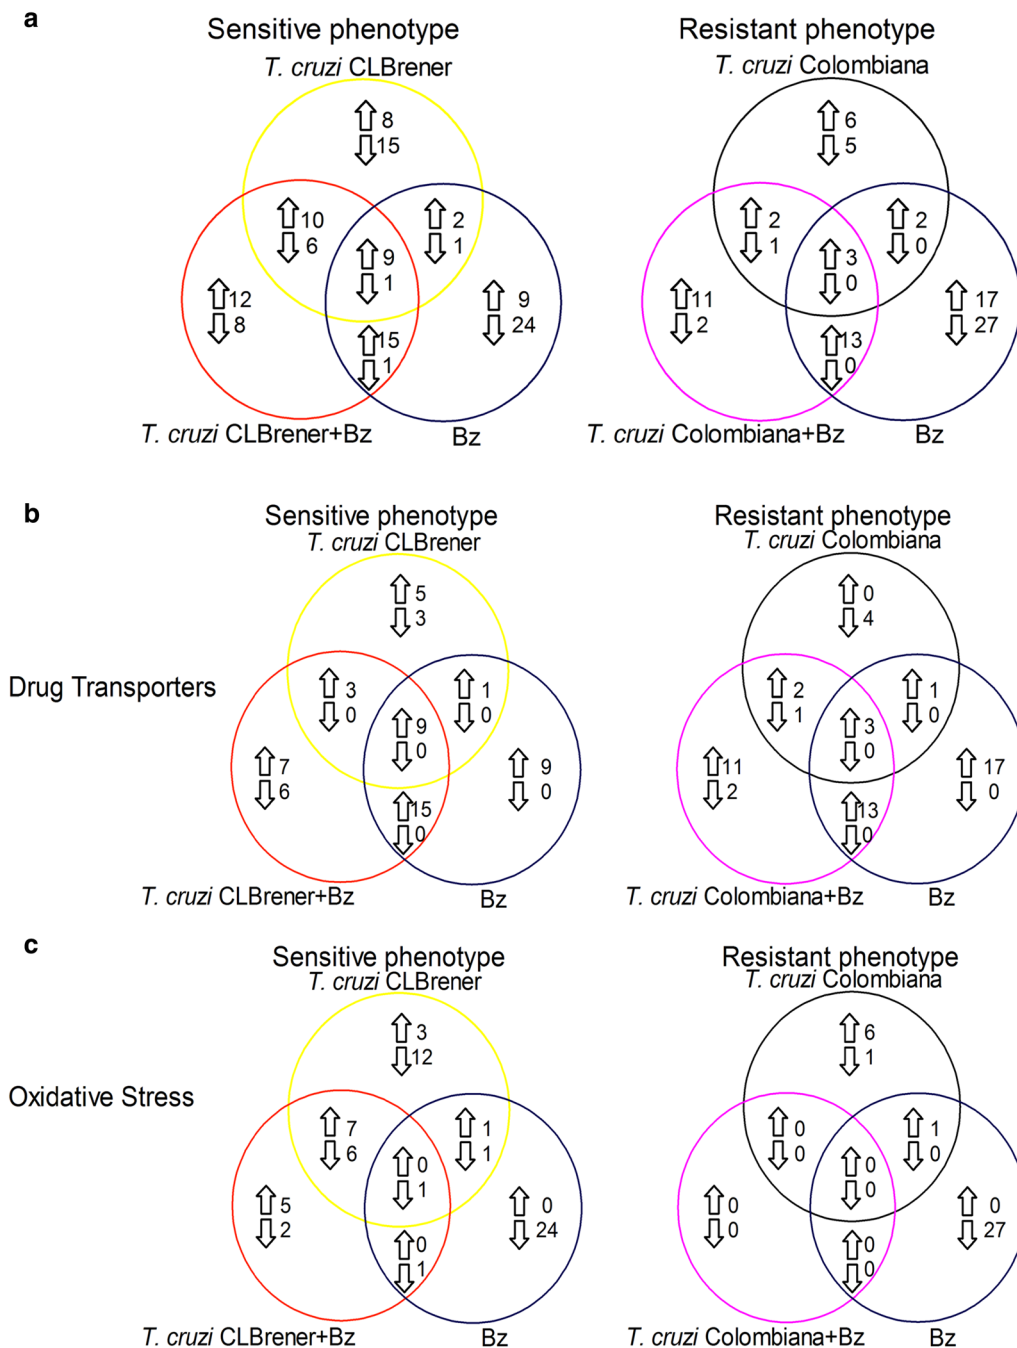 a
Sensitive phenotype
T. cruzi CLBrener
8
15
10
6
2
1
9
1
12
8
9
24
15
1
T. cruzi CLBrener+Bz
Bz
Resistant phenotype
T. cruzi Colombiana
6
5
2
1
2
0
3
0
11
2
17
27
13
0
T. cruzi Colombiana+Bz
Bz
b
Drug Transporters
Sensitive phenotype
T. cruzi CLBrener
5
3
3
0
1
0
9
0
7
6
9
0
15
0
T. cruzi CLBrener+Bz
Bz
Resistant phenotype
T. cruzi Colombiana
0
4
2
1
1
0
3
0
11
2
17
0
13
0
T. cruzi Colombiana+Bz
Bz
c
Oxidative Stress
Sensitive phenotype
T. cruzi CLBrener
3
12
7
6
1
1
0
1
5
2
0
24
0
1
T. cruzi CLBrener+Bz
Bz
Resistant phenotype
T. cruzi Colombiana
6
1
0
0
1
0
0
0
0
0
0
27
0
0
T. cruzi Colombiana+Bz
Bz